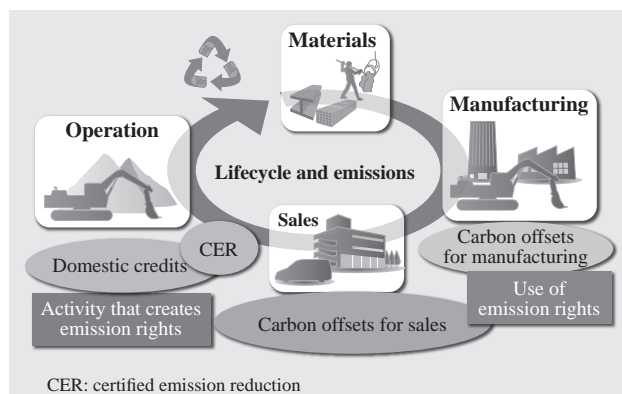 Materials
Manufacturing
Operation
Lifecycle and emissions
Sales
CER
Domestic credits
Carbon offsets
for manufacturing
Activity that creates
emission rights
Carbon offsets for sales
Use of
emission rights
CER: certified emission reduction